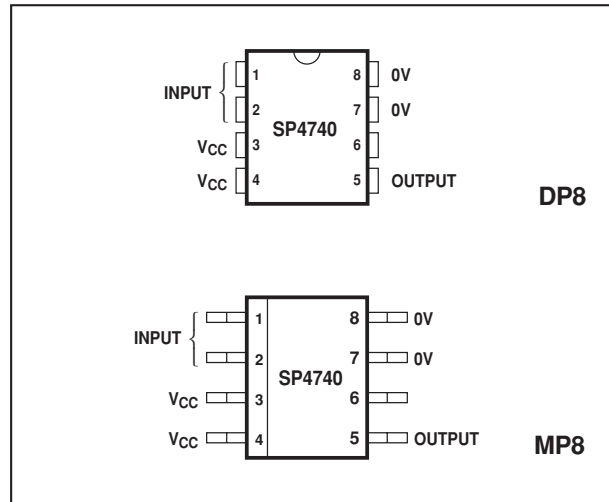 1 8 0V
INPUT
2 7 0V
SP4740
VCC 3 6
VCC 4 5 OUTPUT
DP8
1 8 0V
INPUT
2 7 0V
SP4740
VCC 3 6
VCC 4 5 OUTPUT
MP8